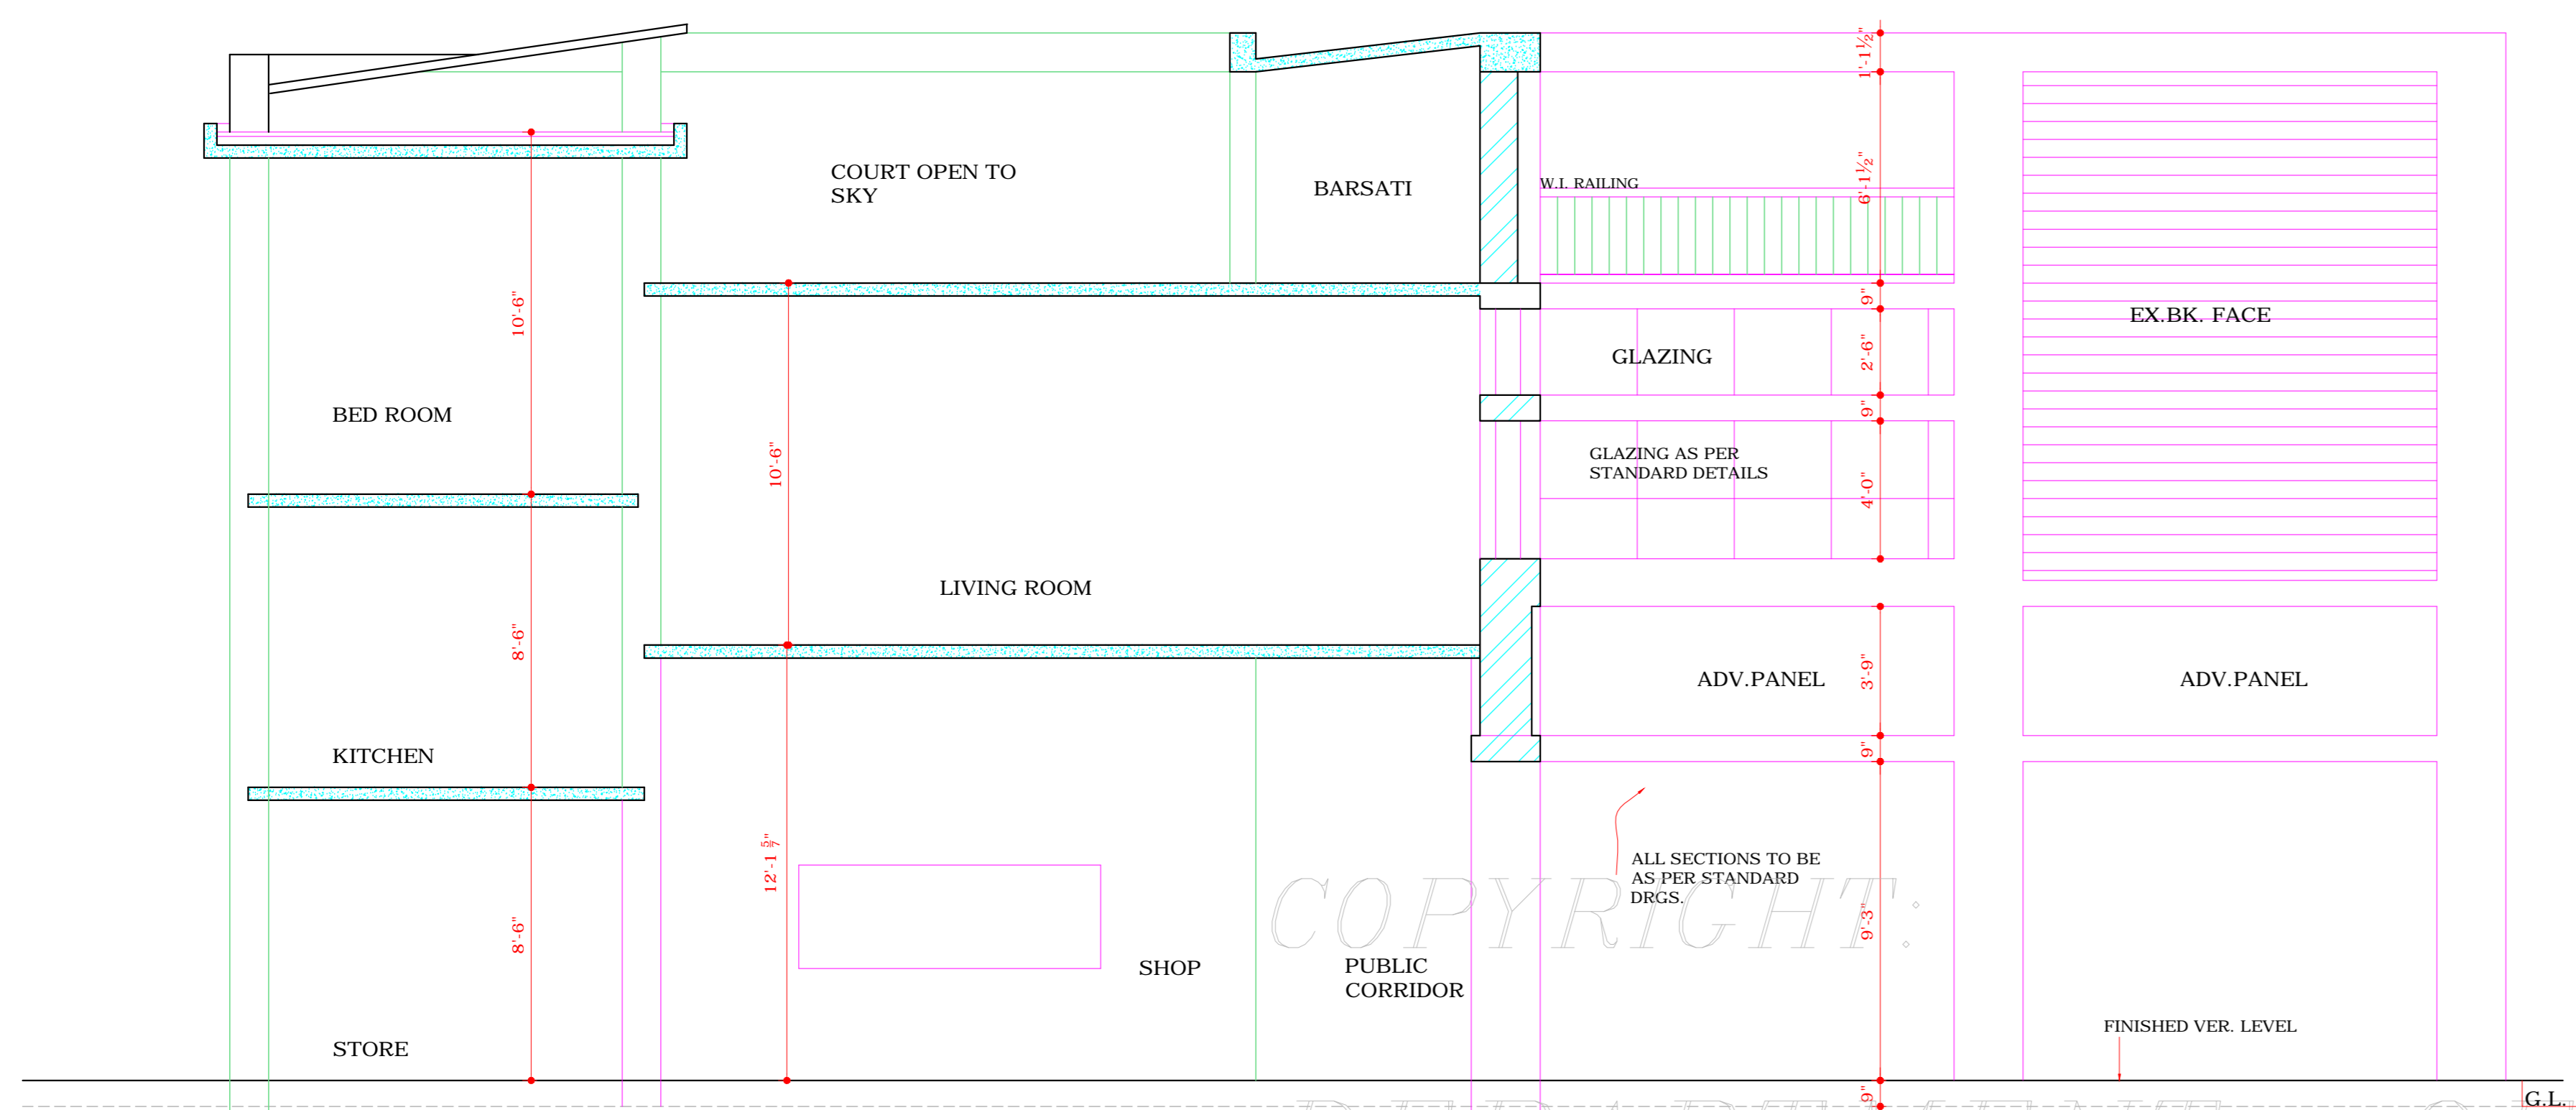 1'-1½"
COURT OPEN TO
SKY
BARSATI
W.I. RAILING
6'-1½"
10'-6"
9"
EX.BK. FACE
GLAZING
2'-6"
BED ROOM
9"
10'-6"
GLAZING AS PER
STANDARD DETAILS
4'-0"
LIVING ROOM
8'-6"
ADV.PANEL
3'-9"
ADV.PANEL
KITCHEN
9"
12'-1 5/7"
ALL SECTIONS TO BE
AS PER STANDARD
DRGS.
COPYRIGHT:
8'-6"
9'-3"
SHOP
PUBLIC
CORRIDOR
FINISHED VER. LEVEL
STORE
9"
G.L.